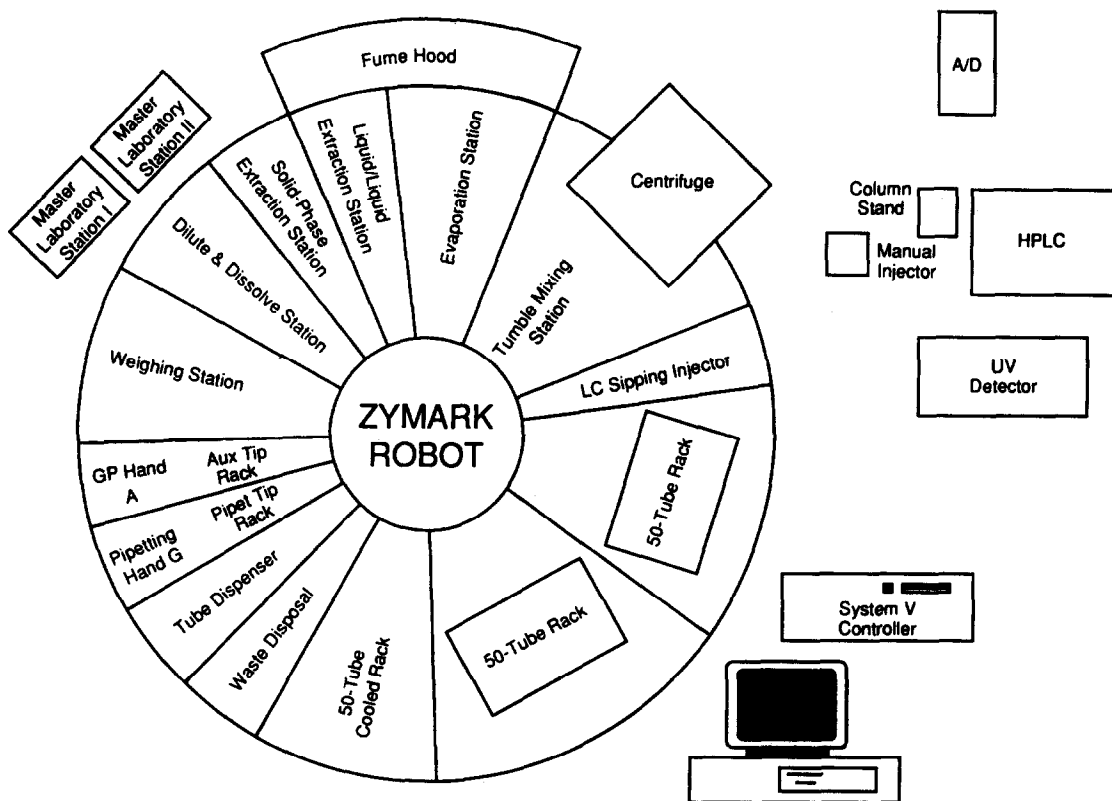 Fume Hood
A/D
Master
Laboratory
Station II
Master
Laboratory
Station I
Liquid/Liquid
Extraction Station
Evaporation Station
Solid-Phase
Extraction Station
Centrifuge
Column
Stand
HPLC
Manual
Injector
Dilute & Dissolve Station
Tumble Mixing
Station
Weighing Station
LC Sipping Injector
UV
Detector
ZYMARK
ROBOT
GP Hand
A
Aux Tip
Rack
Pipetting
Hand G
Pipet Tip
Rack
50-Tube Rack
Tube Dispenser
Waste Disposal
50-Tube
Cooled Rack
50-Tube Rack
System V
Controller